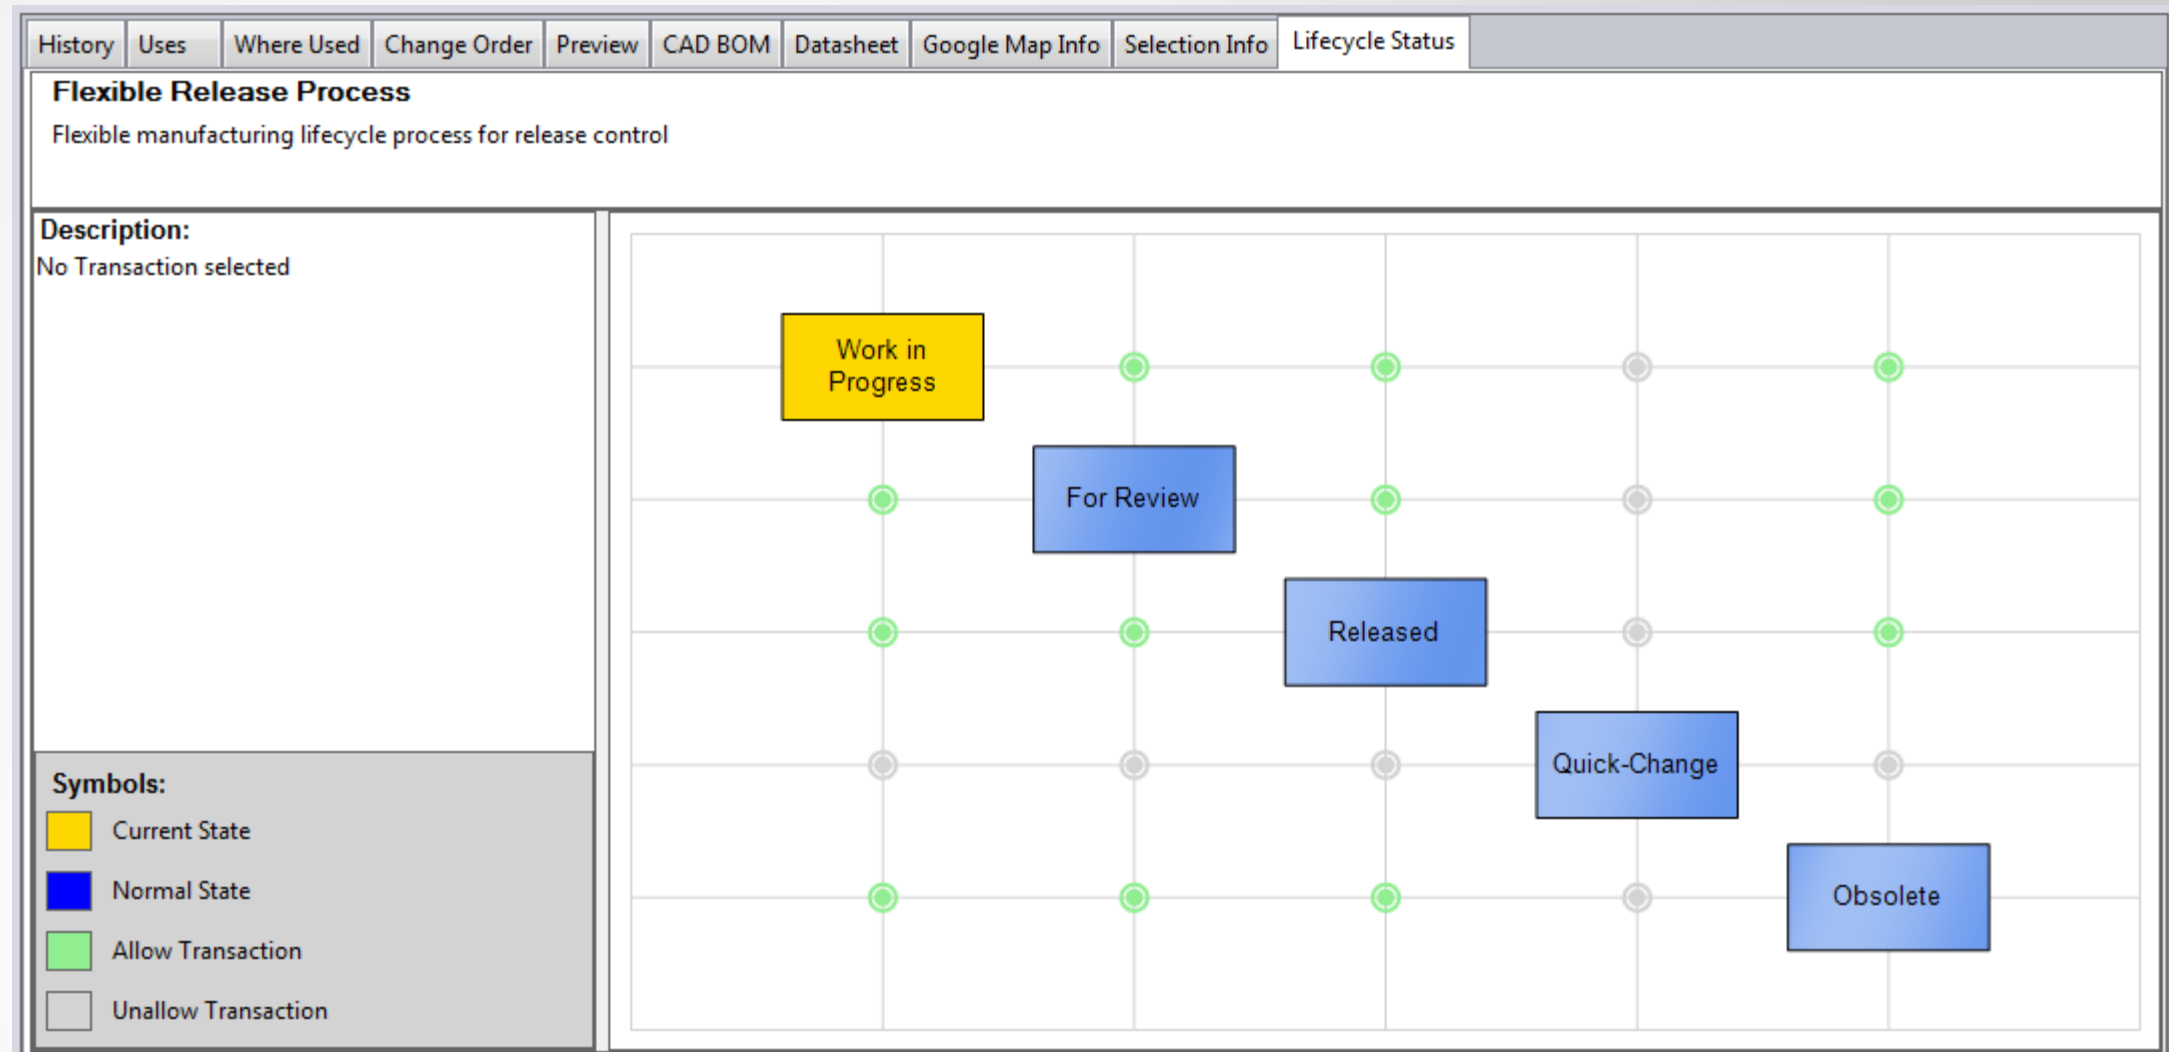 History Uses Where Used Change Order Preview CAD BOM Datasheet Google Map Info Selection Info Lifecycle Status
Flexible Release Process
Flexible manufacturing lifecycle process for release control
Description:
No Transaction selected
Work in
Progress
For Review
Released
Quick-Change
Obsolete
Symbols:
Current State
Normal State
Allow Transaction
Unallow Transaction